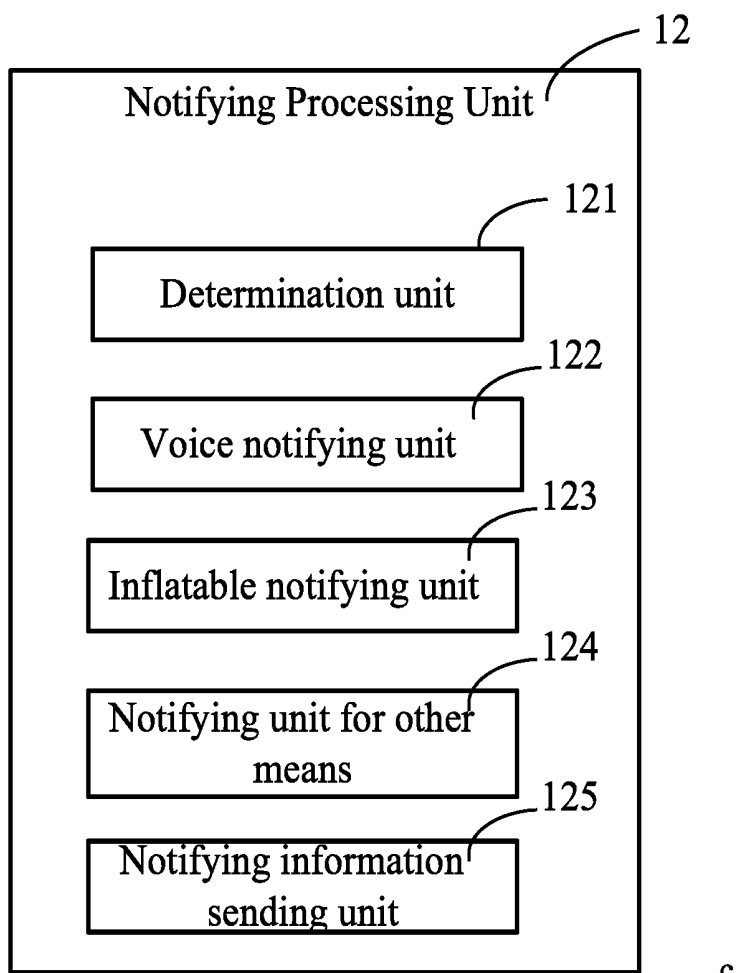 12
Notifying Processing Unit
121
Determination unit
122
Voice notifying unit
123
Inflatable notifying unit
124
Notifying unit for other
means
125
Notifying information
sending unit